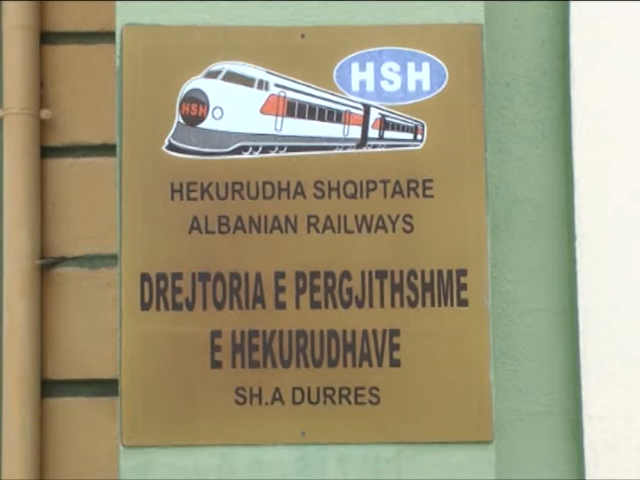 HSH
HSH
HEKURUDHA SHQIPTARE
ALBANIAN RAILWAYS
DREJTORIA E PERGJITHSHME
E HEKURUDHAVE
SH.A DURRES